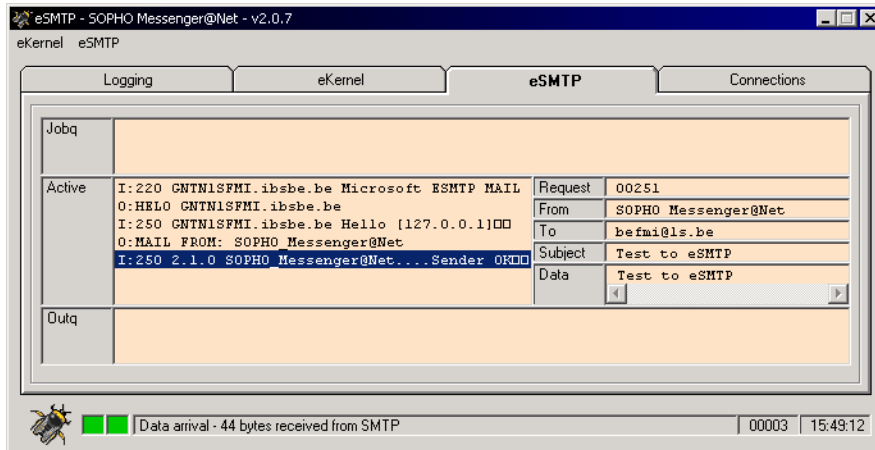 eSMTP - SOPHO Messenger@Net - v2.0.7
eKernel eSMTP
Logging eKernel eSMTP Connections
Jobq
Active
I:220 GNTN1SFMI.ibsbe.be Microsoft ESMTP MAIL
O:HELO GNTN1SFMI.ibsbe.be
I:250 GNTN1SFMI.ibsbe.be Hello [127.0.0.1]□□
O:MAIL FROM: SOPHO_Messenger@Net
I:250 2.1.0 SOPHO_Messenger@Net....Sender OK□□
Request 00251
From SOPHO Messenger@Net
To befmi@ls.be
Subject Test to eSMTP
Data Test to eSMTP
Outq
Data arrival - 44 bytes received from SMTP 00003 15:49:12